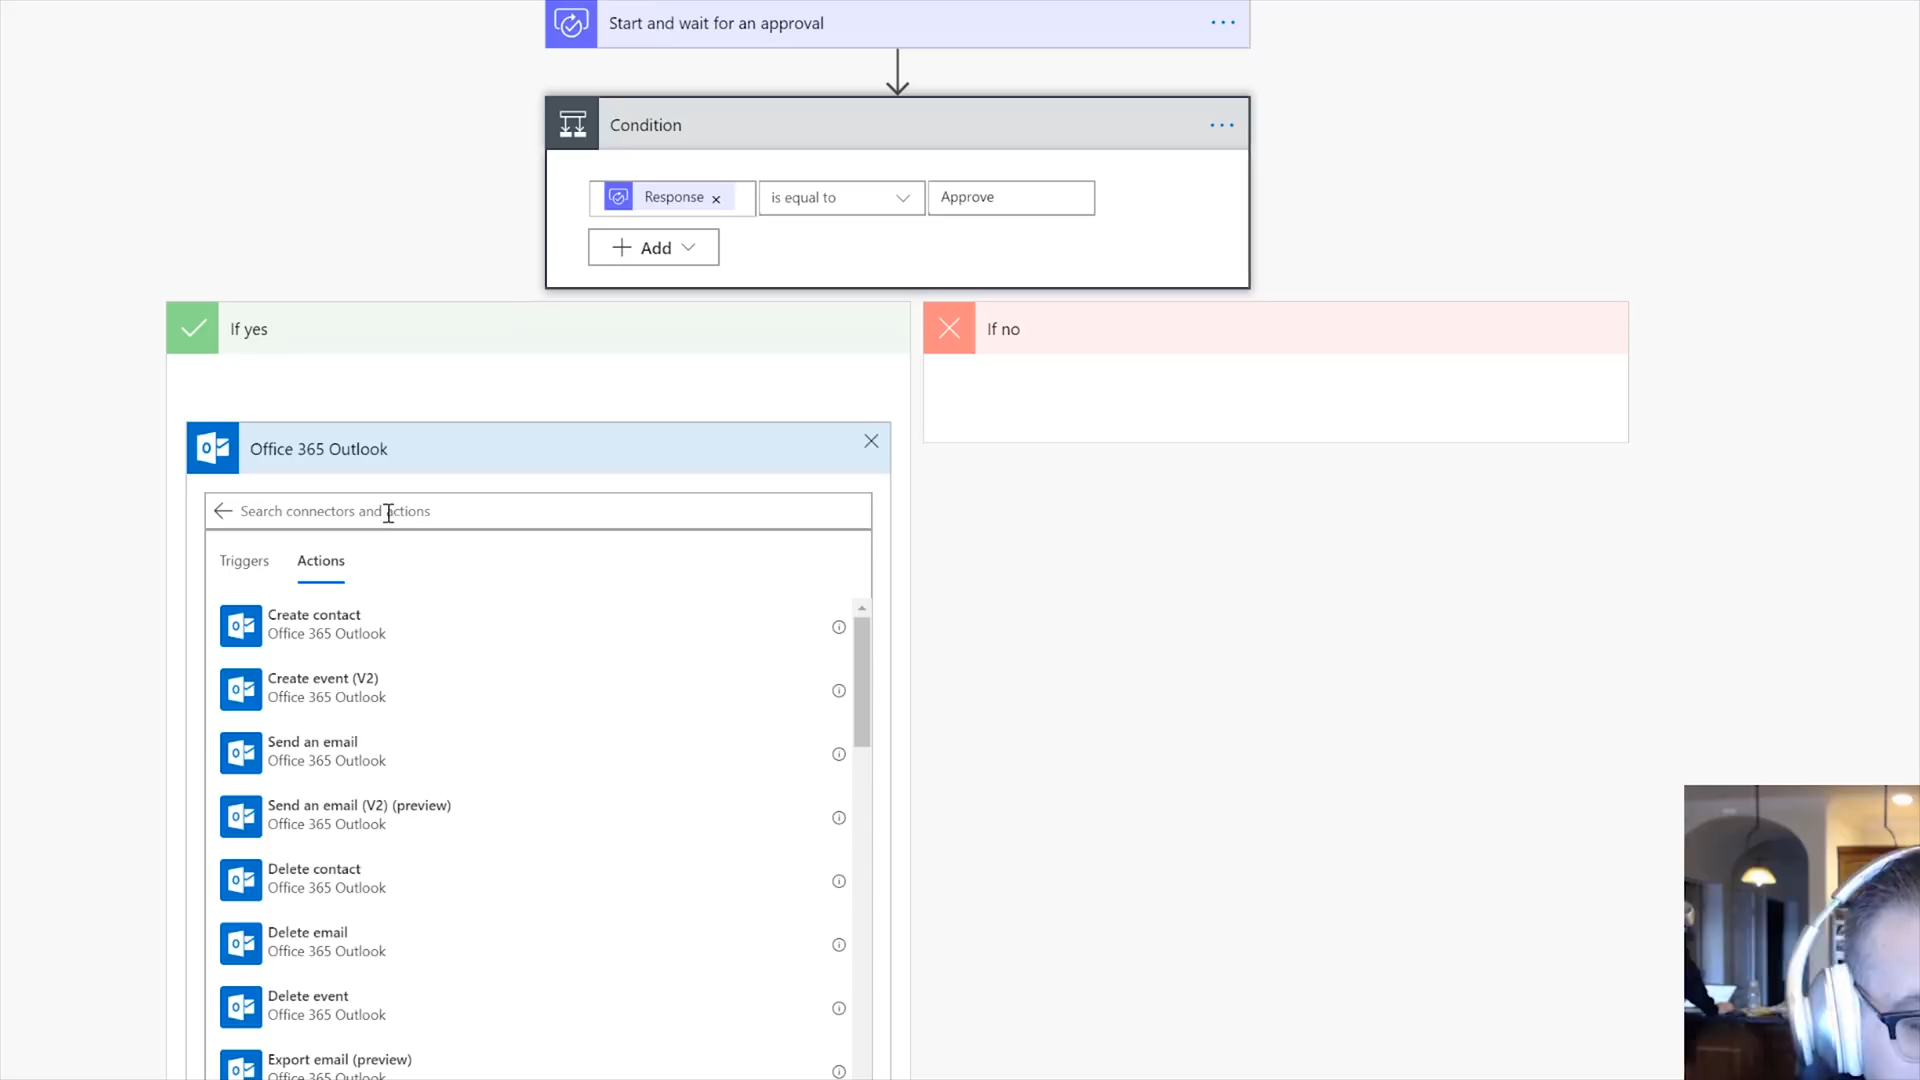 Start and wait for an approval
Condition
Response
is equal to
Approve
Add
If yes
If no
Office 365 Outlook
Search connectors and actions
Triggers
Actions
Create contact
Office 365 Outlook
Create event (V2)
Office 365 Outlook
Send an email
Office 365 Outlook
Send an email (V2) (preview)
Office 365 Outlook
Delete contact
Office 365 Outlook
Delete email
Office 365 Outlook
Delete event
Office 365 Outlook
Export email (preview)
Office 365 Outlook